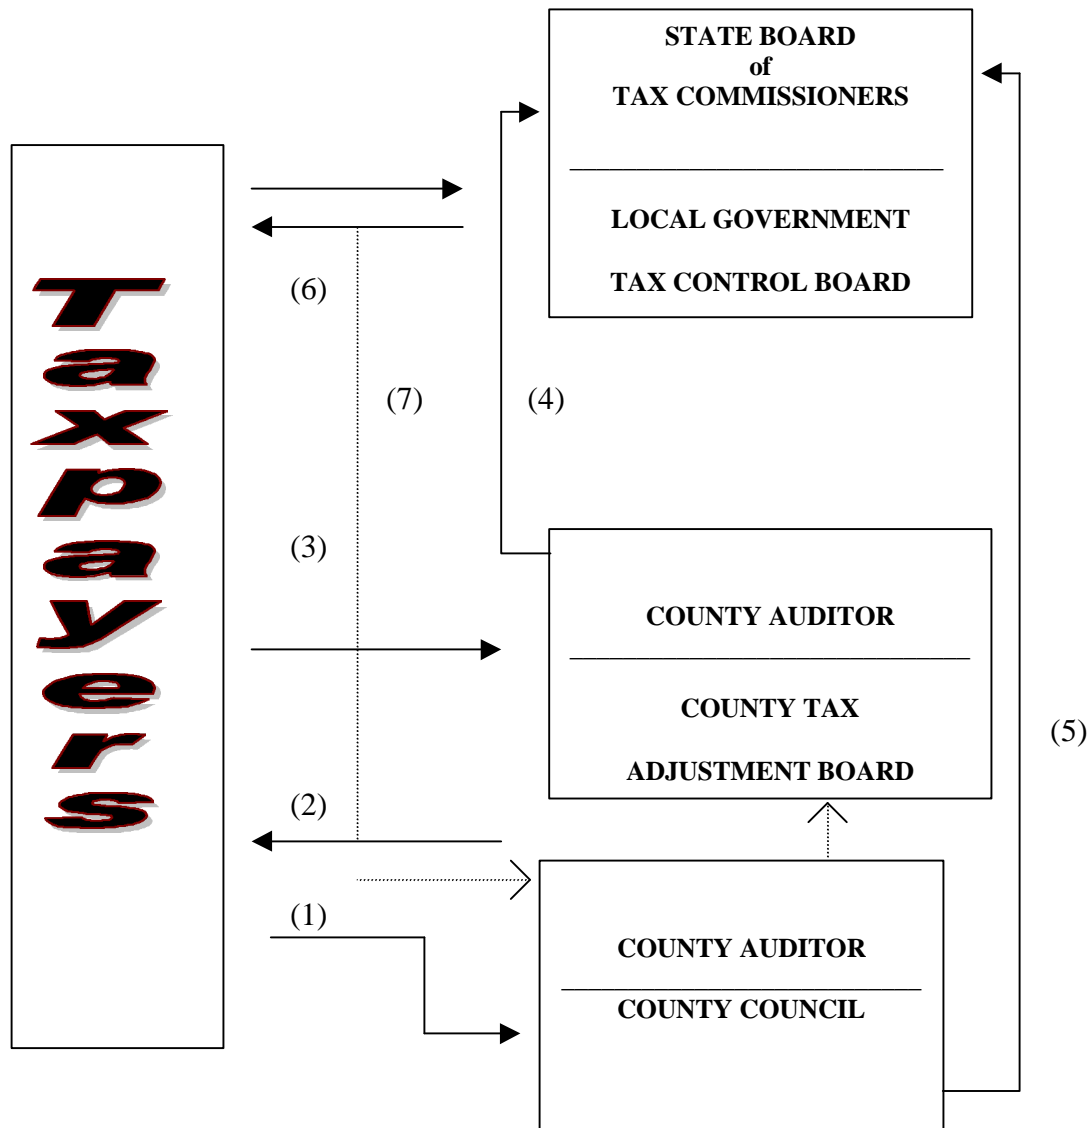 STATE BOARD
of
TAX COMMISSIONERS
LOCAL GOVERNMENT
TAX CONTROL BOARD
Taxpayers
(6)
(7)
(4)
(3)
COUNTY AUDITOR
COUNTY TAX
ADJUSTMENT BOARD
(5)
(2)
(1)
COUNTY AUDITOR
COUNTY COUNCIL